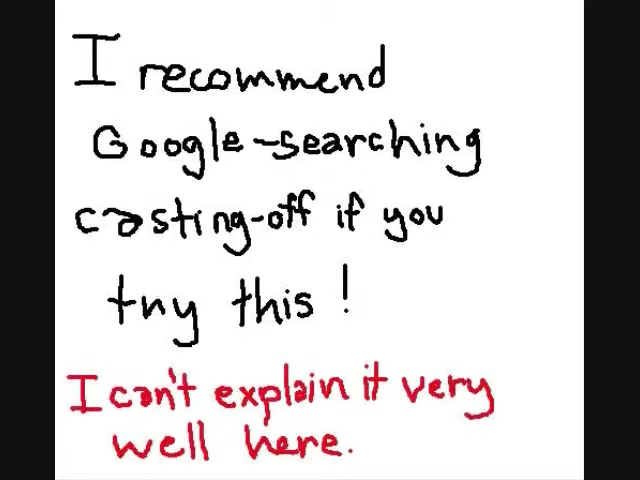 I recommend
Google-searching
casting-off if you
try this!
I can't explain it very
well here.